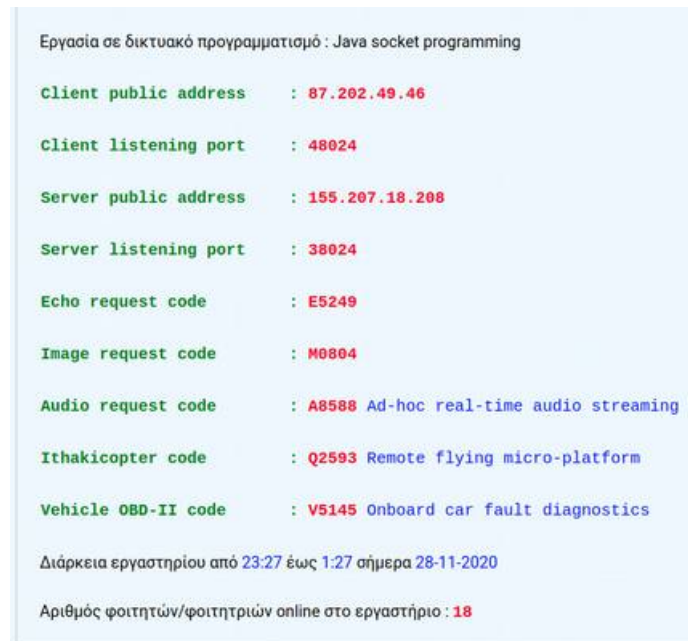 Εργασία σε δικτυακό προγραμματισμό : Java socket programming
Client public address : 87.202.49.46
Client listening port : 48024
Server public address : 155.207.18.208
Server listening port : 38024
Echo request code : E5249
Image request code : M0804
Audio request code : A8588 Ad-hoc real-time audio streaming
Ithakicopter code : Q2593 Remote flying micro-platform
Vehicle OBD-II code : V5145 Onboard car fault diagnostics
Διάρκεια εργαστηρίου από 23:27 έως 1:27 σήμερα 28-11-2020
Αριθμός φοιτητών/φοιτητριών online στο εργαστήριο : 18